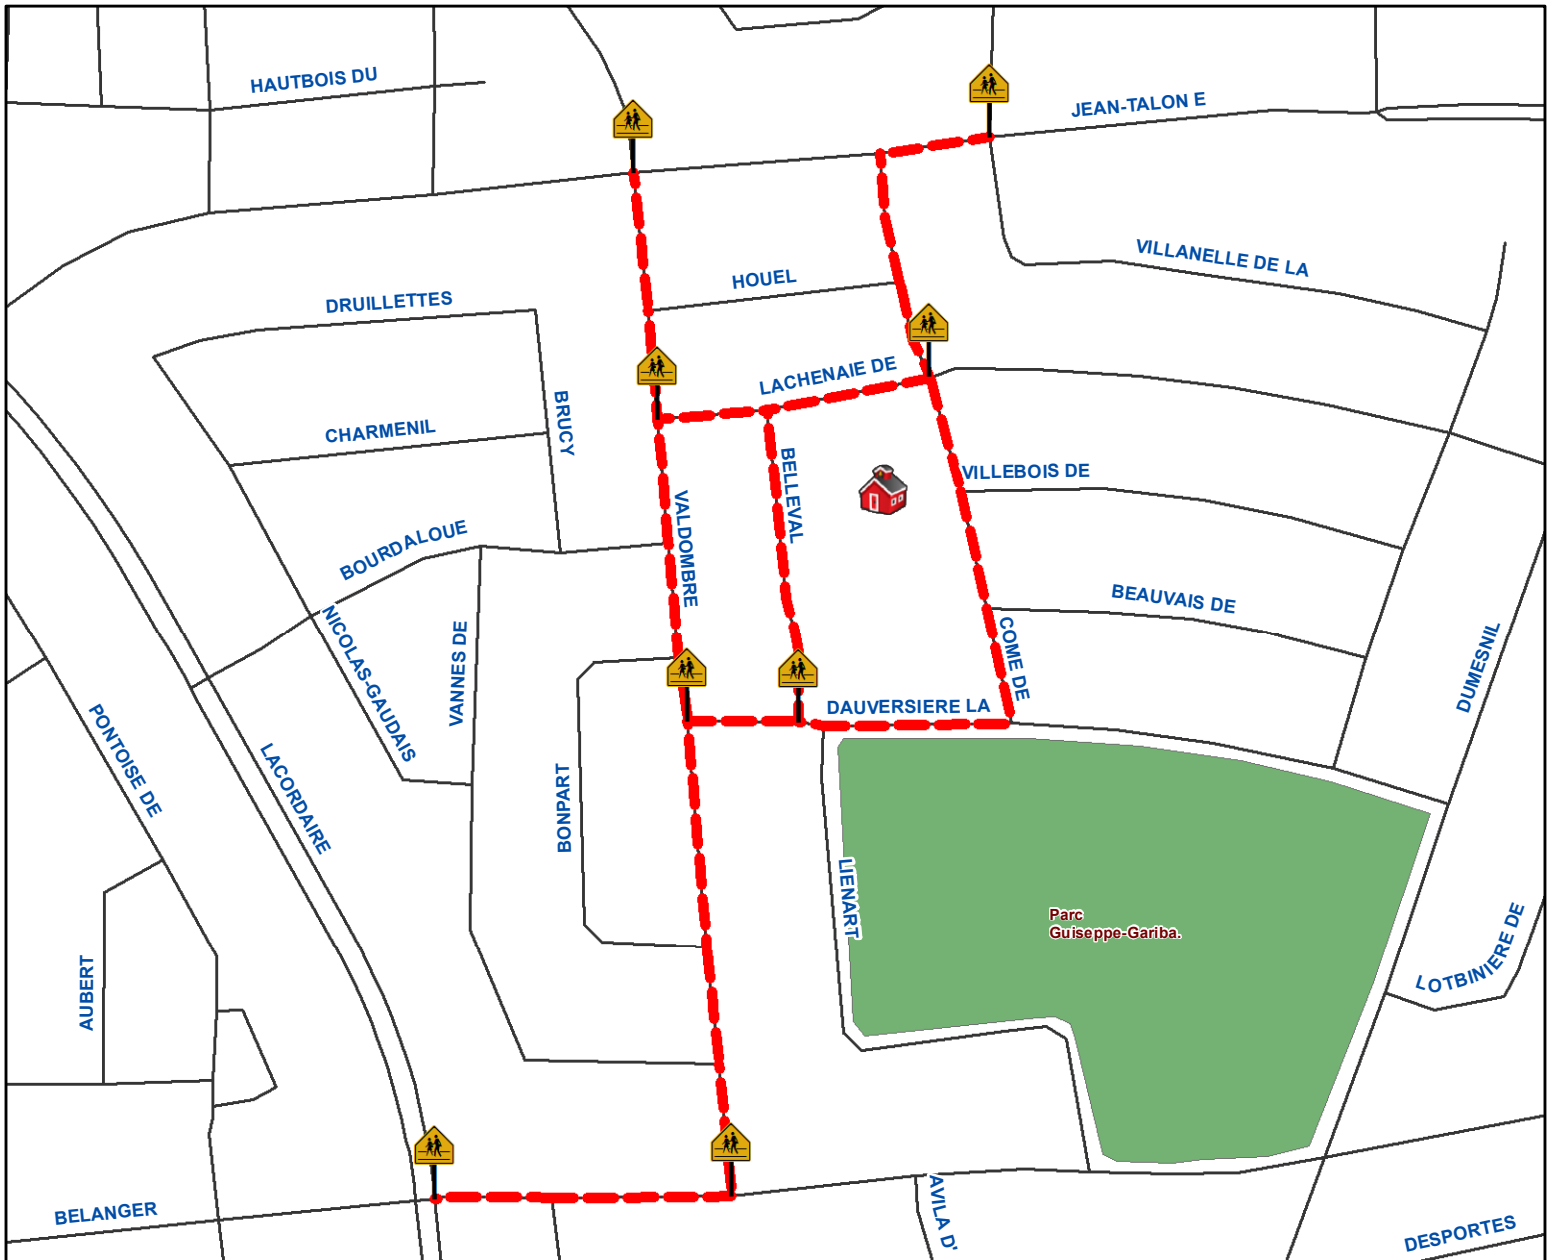 HAUTBOIS DU
JEAN-TALON E
VILLANELLE DE LA
HOUEL
DRUILLETTES
LACHENAIE DE
BRUCY
CHARMENIL
BELLEVAL
VILLEBOIS DE
VALDOMBRE
BOURDALOUE
BEAUVAIS DE
NICOLAS-GAUDAIS
VANNES DE
COME DE
DUMESNIL
DAUVERSIERE LA
PONTOISE DE
LACORDAIRE
BONPART
LIENART
Parc
Guiseppe-Gariba.
LOTBINIERE DE
AUBERT
BELANGER
AVILA D'
DESPORTES